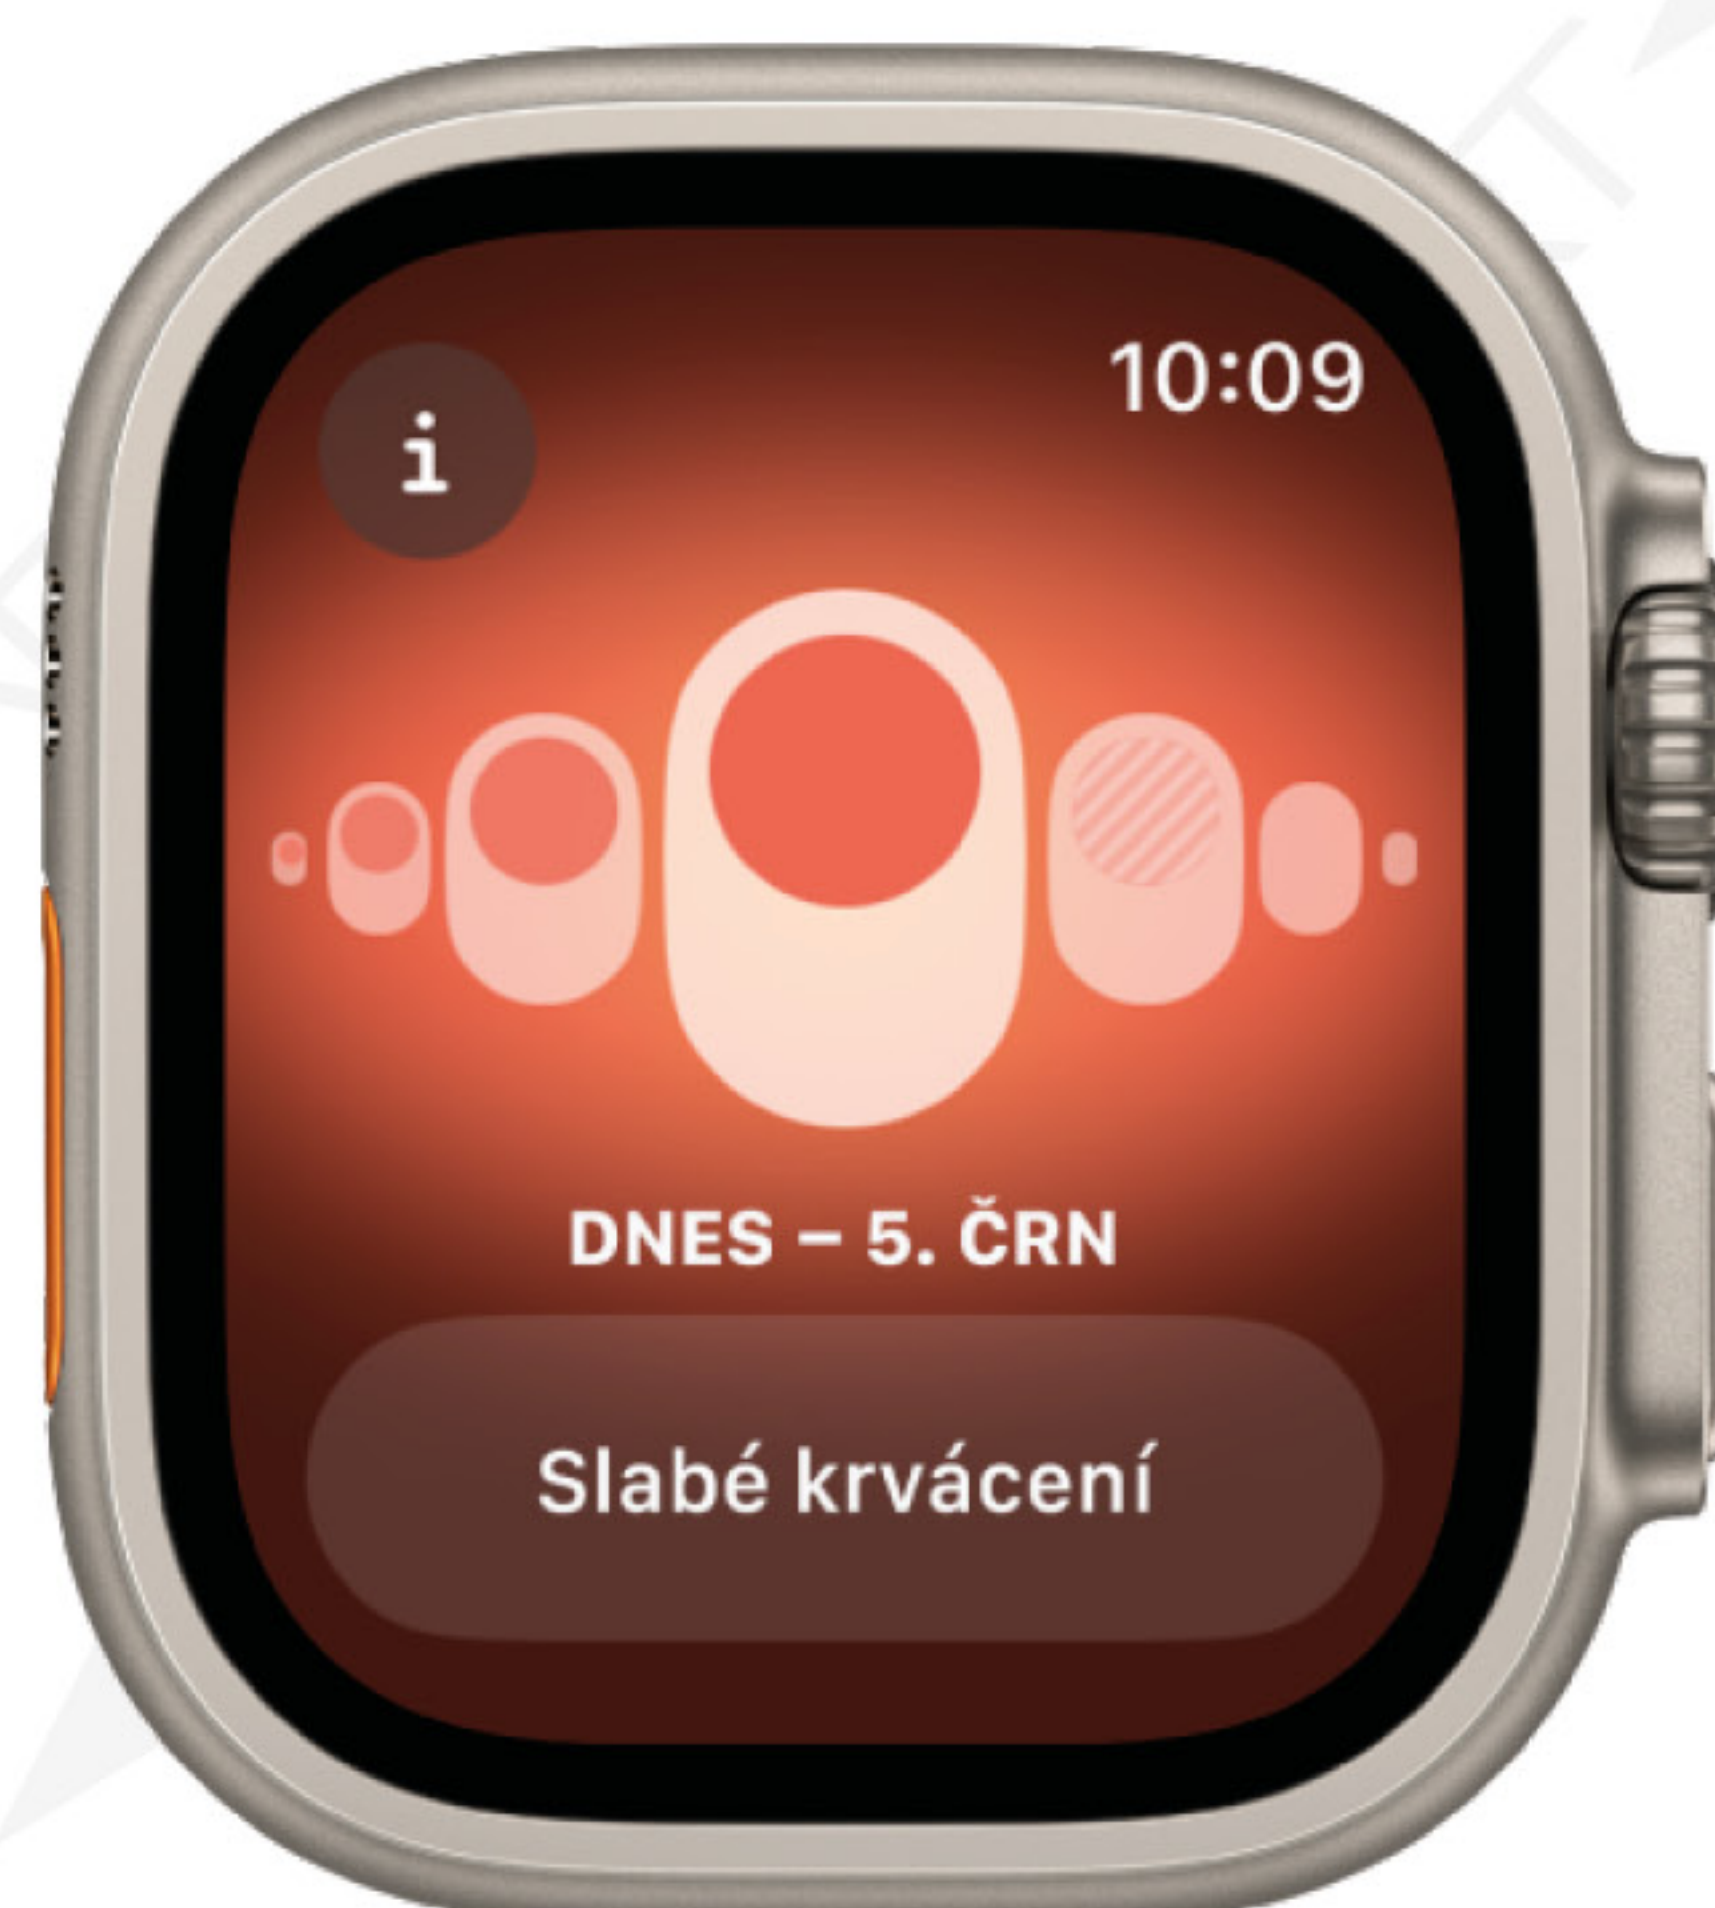 i
10:09
DNES – 5. ČRN
Slabé krvácení